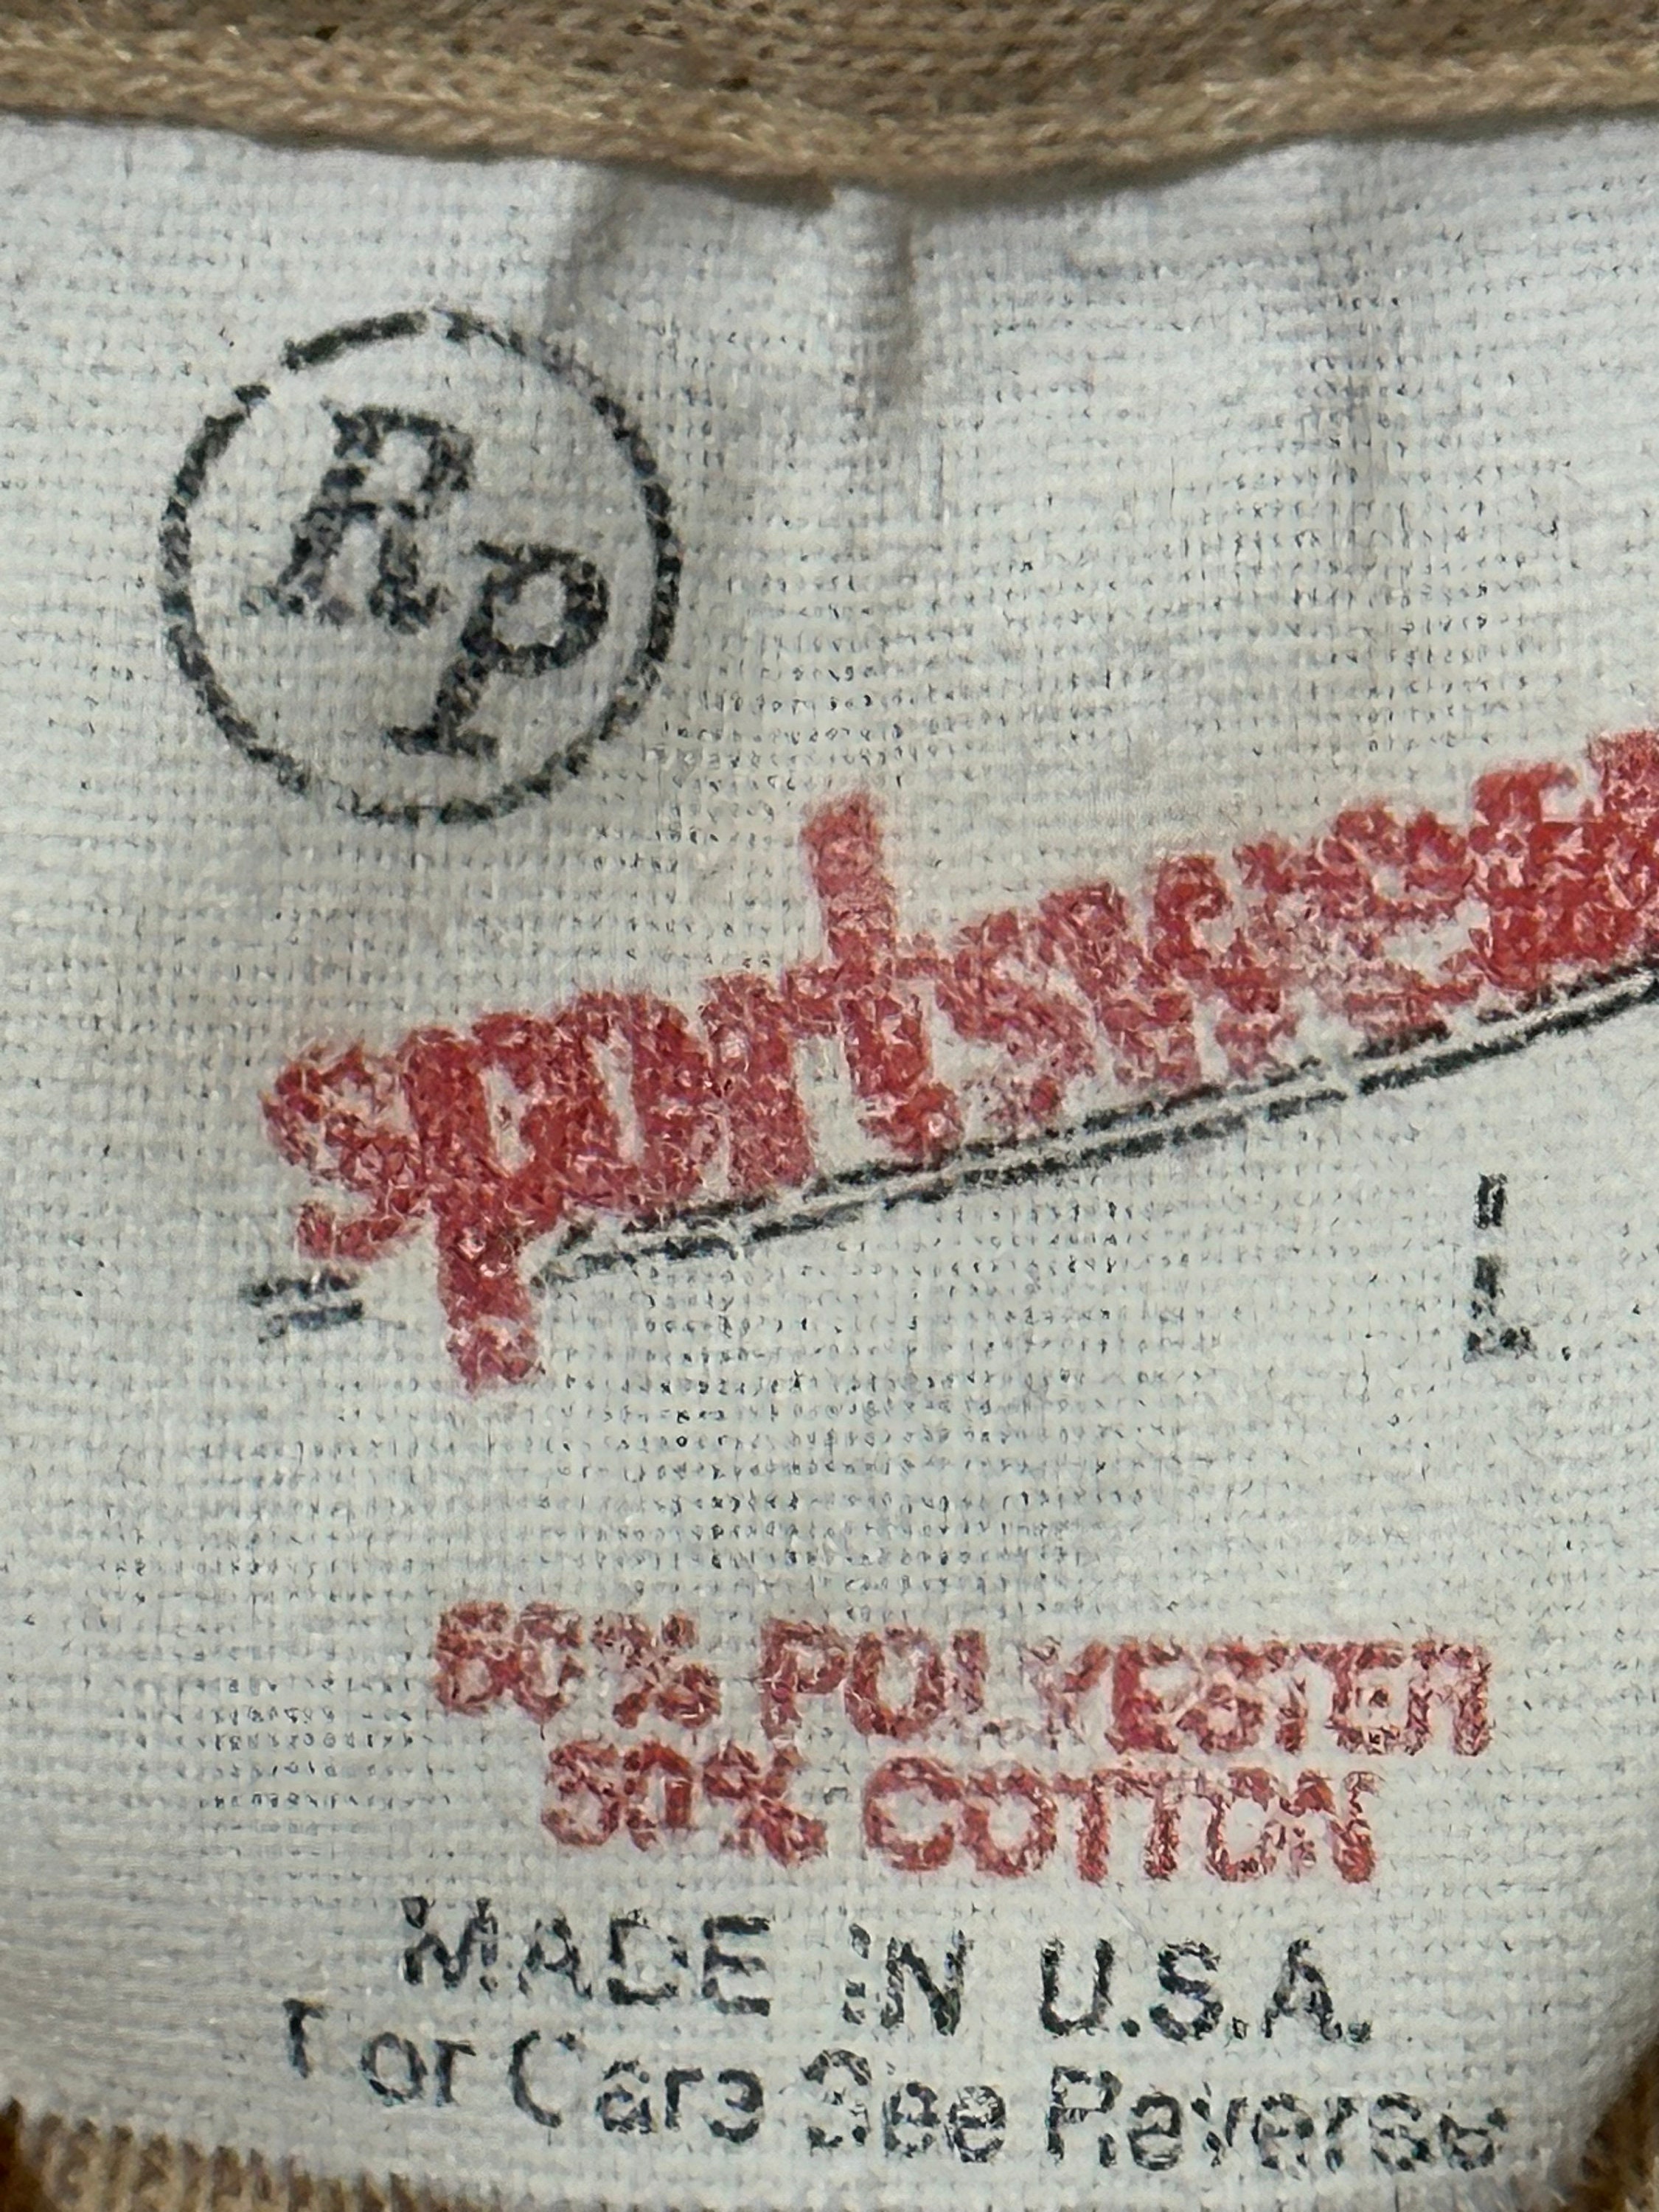 RP
sportswear
L
50% POLYESTER
50% COTTON
MADE IN U.S.A.
For Care See Reverse